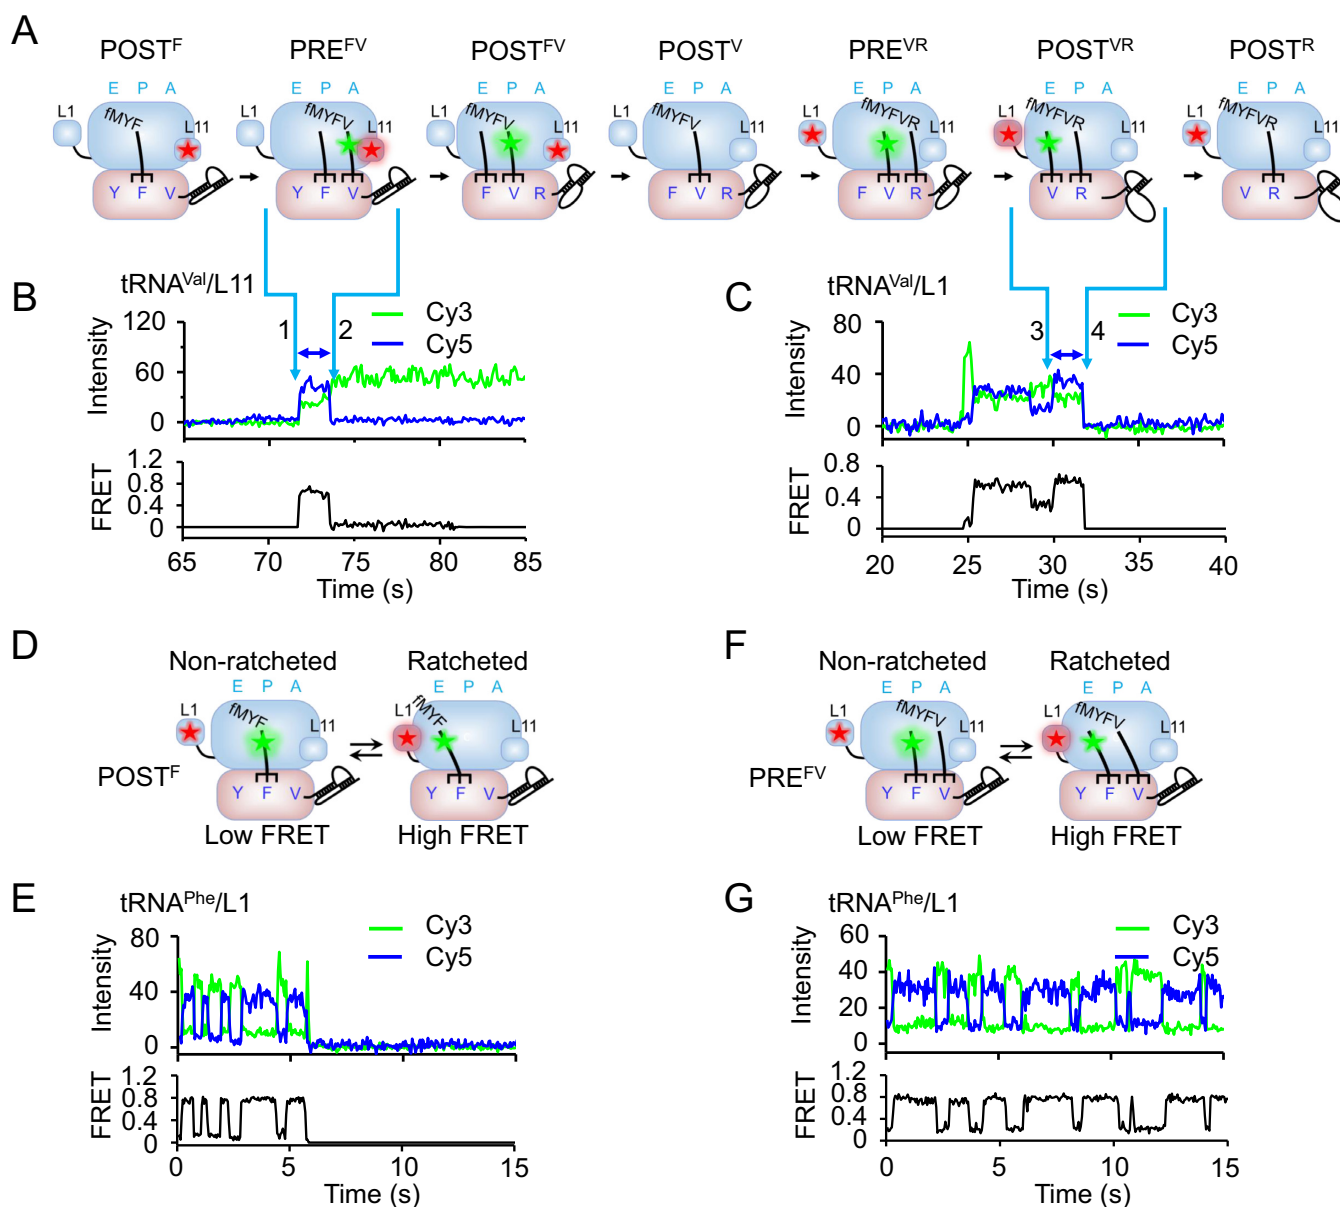 A
POST^F PRE^FV POST^FV POST^V PRE^VR POST^VR POST^R
E P A E P A E P A E P A E P A E P A E P A
L1 fMYF L11 L1 fMYFV L11 L1 fMYFV L11 L1 fMYFV L11 L1 fMYFVR L11 L1 fMYFVR L11 L1 fMYFVR L11
Y F V Y F V F V R F V R F V R V R V R
B
tRNA^Val/L11
1 2
Cy3
Cy5
Intensity
120
60
0
FRET
1.2
0.8
0.4
0
65 70 75 80 85
Time (s)
C
tRNA^Val/L1
3 4
Cy3
Cy5
Intensity
80
40
0
FRET
0.8
0.4
0
20 25 30 35 40
Time (s)
D
Non-ratcheted Ratcheted
E P A E P A
L1 fMYF L11 L1 fMYF L11
POST^F
Y F V Y F V
Low FRET High FRET
E
tRNA^Phe/L1
Cy3
Cy5
Intensity
80
40
0
FRET
1.2
0.8
0.4
0
0 5 10 15
Time (s)
F
Non-ratcheted Ratcheted
E P A E P A
L1 fMYFV L11 L1 fMYFV L11
PRE^FV
Y F V Y F V
Low FRET High FRET
G
tRNA^Phe/L1
Cy3
Cy5
Intensity
60
40
20
0
FRET
1.2
0.8
0.4
0
0 5 10 15
Time (s)